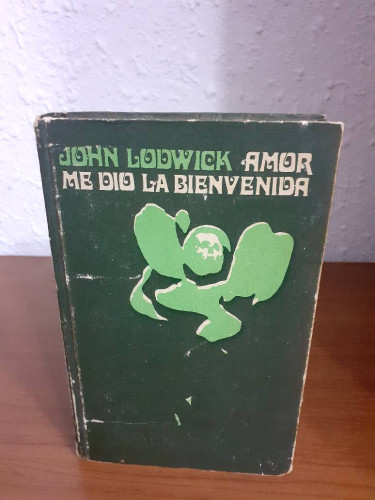 JOHN LODWICK AMOR
ME DIO LA BIENVENIDA